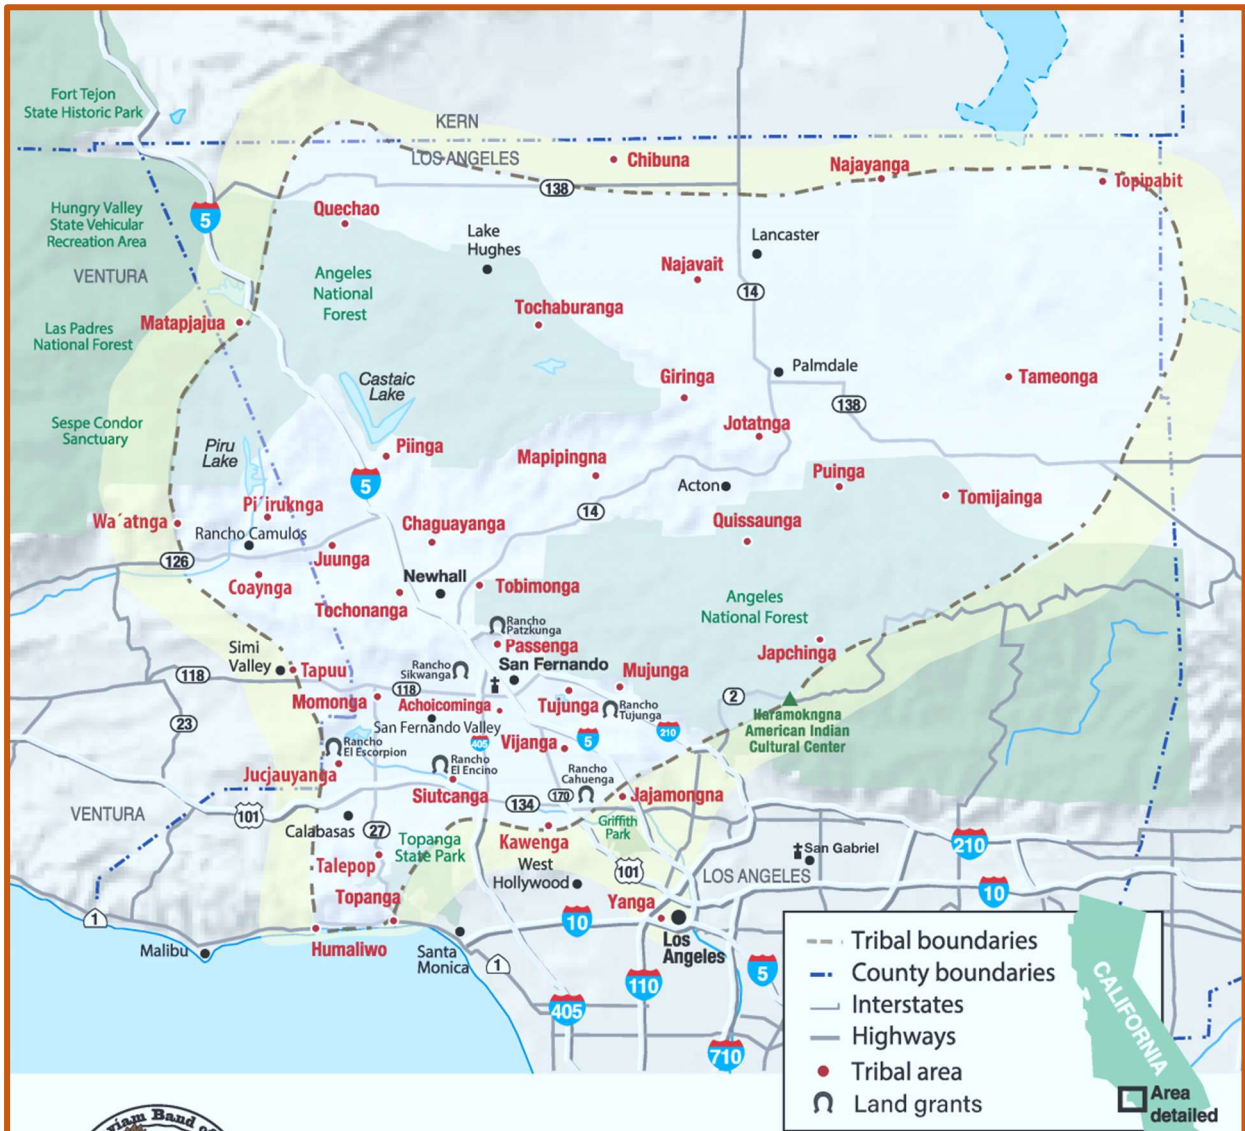 Fort Tejon
State Historic Park
KERN
LOS ANGELES
Chibuna
Najayanga
Topipabit
138
5
Quechao
Hungry Valley
State Vehicular
Recreation Area
VENTURA
Lake
Hughes
Lancaster
Najavait
Angeles
National
Forest
14
Tochaburanga
Matapjajua
Las Padres
National Forest
Castaic
Lake
Giringa
Palmdale
Tameonga
138
Sespe Condor
Sanctuary
Jotatnga
Piru
Lake
Piinga
Mapipingna
Puinga
5
Acton
Tomijainga
Pi´iruknga
14
Wa´atnga
Rancho Camulos
Chaguayanga
Quissaunga
126
Juunga
Coaynga
Newhall
Tobimonga
Tochonanga
Angeles
National Forest
Rancho
Patzkunga
Passenga
Japchinga
Simi
Valley
Tapuu
118
Rancho
Sikwanga
San Fernando
Mujunga
118
2
Momonga
Achoicominga
Tujunga
Rancho
Tujunga
23
San Fernando Valley
Haramokngna
American Indian
Cultural Center
405
Vijanga
5
210
Rancho
El Escorpion
Rancho
El Encino
Rancho
Cahuenga
Jucjauyanga
Siutcanga
134
170
Jajamongna
VENTURA
101
Calabasas
27
Topanga
State Park
Kawenga
Griffith
Park
West
Hollywood
101
San Gabriel
210
LOS ANGELES
Talepop
Topanga
Yanga
10
10
1
Humaliwo
Malibu
Santa
Monica
1
Los
Angeles
110
5
405
710
Tribal boundaries
County boundaries
Interstates
Highways
Tribal area
Land grants
CALIFORNIA
Area
detailed
Band of